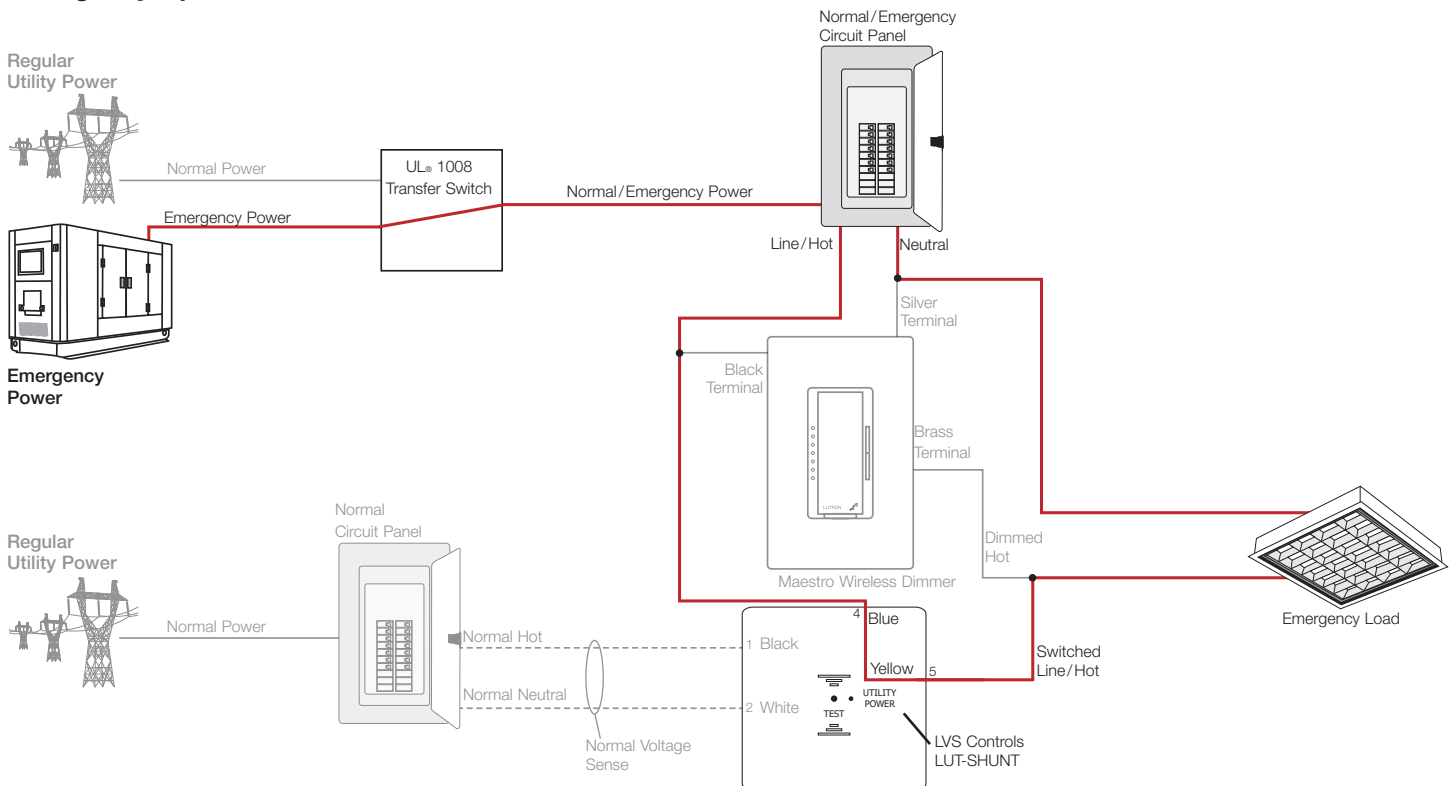 Normal/Emergency
Circuit Panel
Regular
Utility Power
Normal Power
UL® 1008
Transfer Switch
Normal/Emergency Power
Emergency Power
Line/Hot
Neutral
Silver
Terminal
Emergency
Power
Black
Terminal
Brass
Terminal
LUTRON
Normal
Circuit Panel
Regular
Utility Power
Dimmed
Hot
Maestro Wireless Dimmer
Emergency Load
4
Blue
Normal Power
Normal Hot
1 Black
Switched
Line/Hot
Yellow
5
Normal Neutral
2 White
UTILITY
POWER
TEST
Normal Voltage
Sense
LVS Controls
LUT-SHUNT